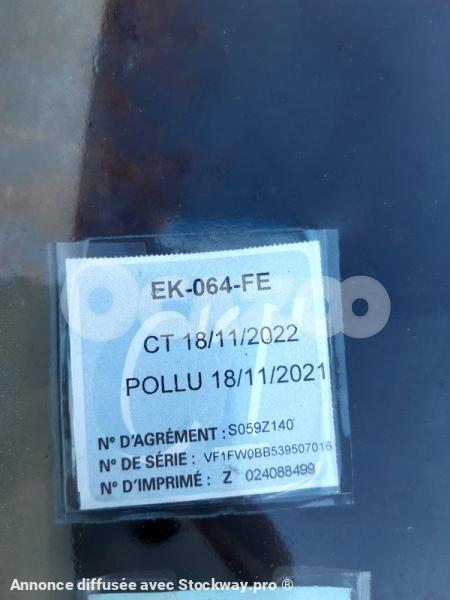 EK-064-FE
CT 18/11/2022
POLLU 18/11/2021
N° D'AGRÉMENT : S059Z140
N° DE SÉRIE : VF1FW0BB539507016
N° D'IMPRIMÉ : Z 024088499
Annonce diffusée avec Stockway.pro ®